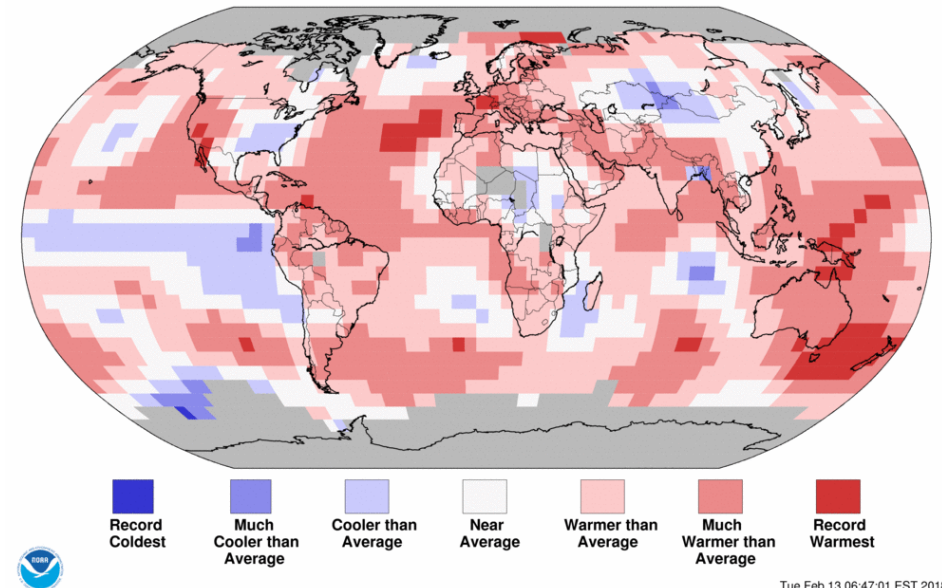 Record
Coldest
Much
Cooler than
Average
Cooler than
Average
Near
Average
Warmer than
Average
Much
Warmer than
Average
Record
Warmest
NOAA
Tue Feb 13 06:47:01 EST 2018